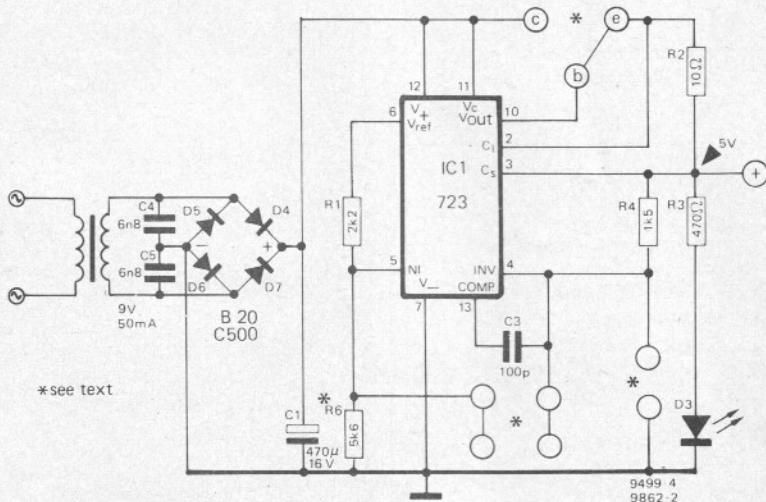 c
*
e
b
R2
10Ω
12
11
V+
Vc
6
Vref
Vout
10
2
CL
5V
IC1
CS
3
+
723
R1
2k2
R4
1k5
R3
470Ω
C4
6n8
D5
D4
C5
6n8
−
+
D6
D7
5
NI
INV
4
V−
COMP
9V
50mA
B 20
C500
7
13
C3
100p
*see text
*
*
*
C1
R6
5k6
470µ
16V
D3
9499-4
9862-2